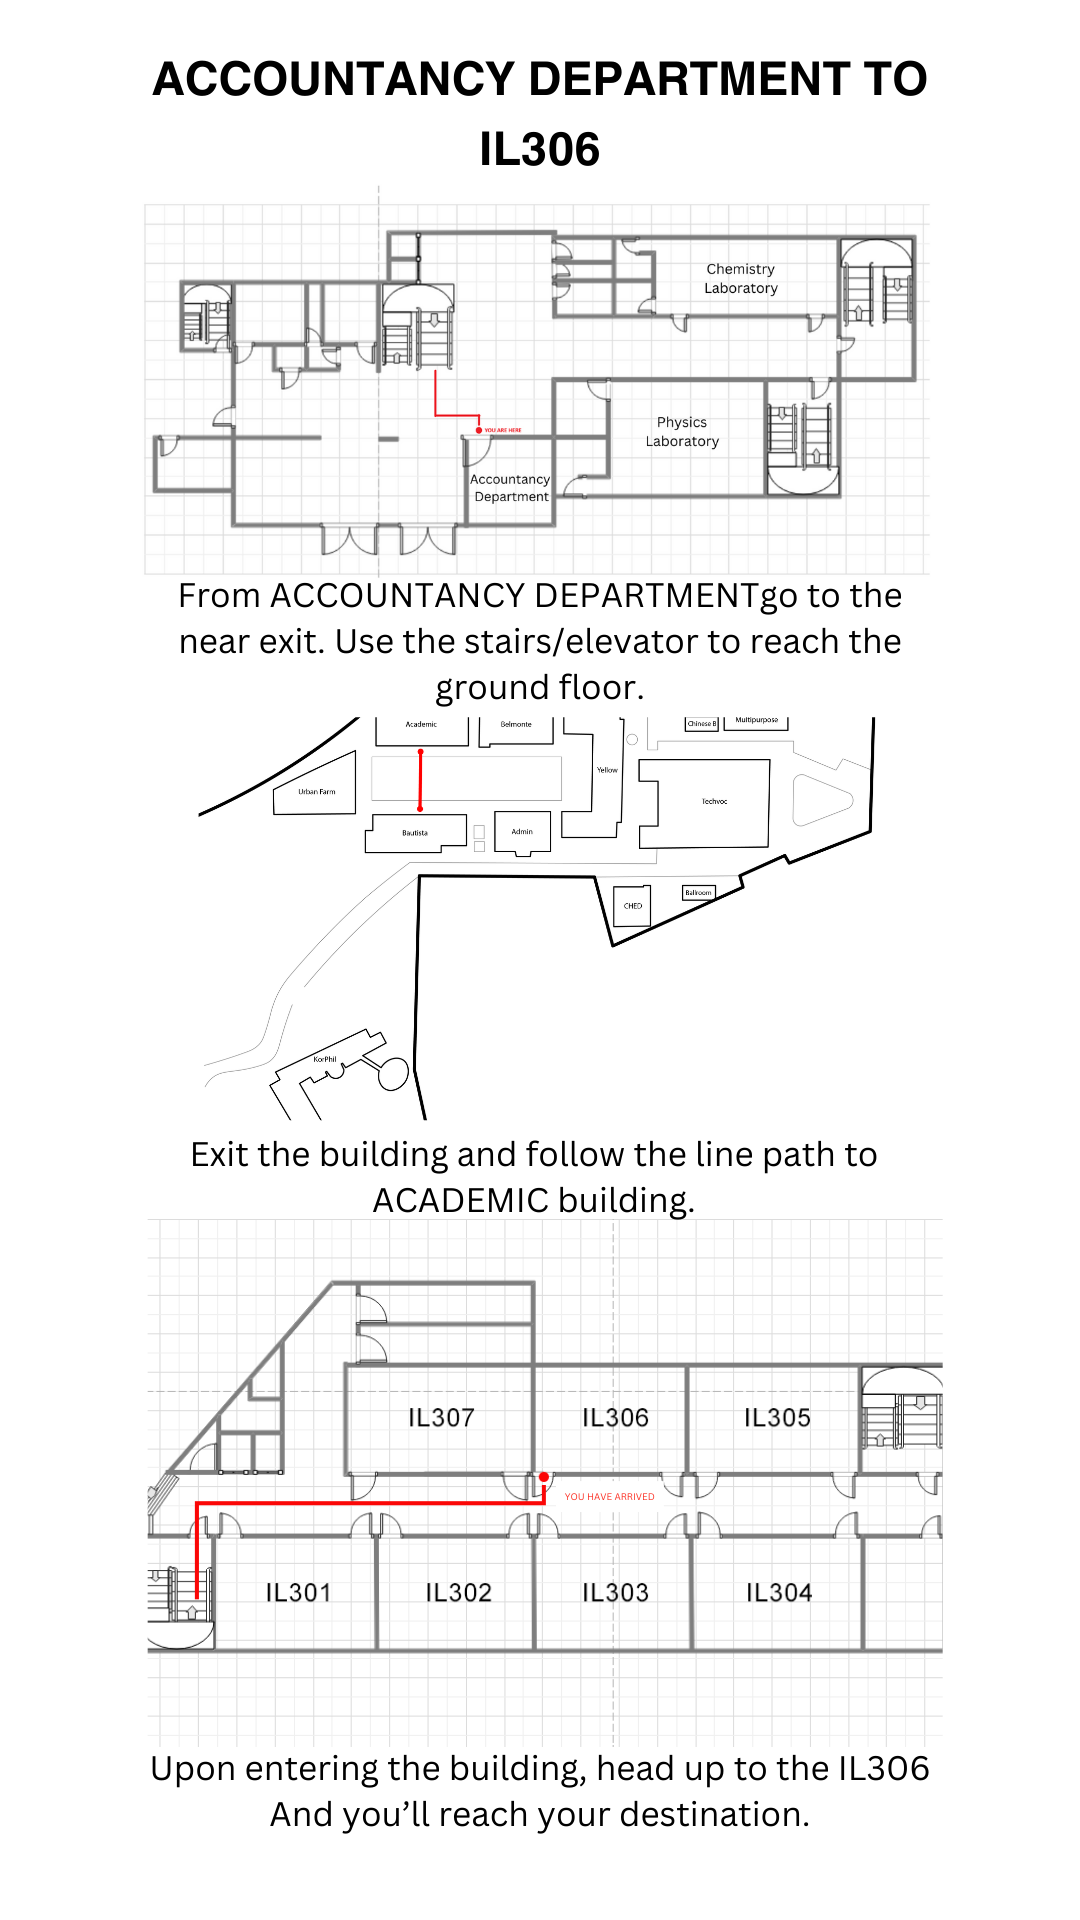 ACCOUNTANCY DEPARTMENT TO
IL306
Chemistry
Laboratory
Physics
Laboratory
YOU ARE HERE
Accountancy
Department
From ACCOUNTANCY DEPARTMENTgo to the
near exit. Use the stairs/elevator to reach the
ground floor.
Academic
Belmonte
Chinese B
Multipurpose
Urban Farm
Yellow
Techvoc
Bautista
Admin
CHED
Ballroom
KorPhil
Exit the building and follow the line path to
ACADEMIC building.
IL307
IL306
IL305
YOU HAVE ARRIVED
IL301
IL302
IL303
IL304
Upon entering the building, head up to the IL306
And you’ll reach your destination.